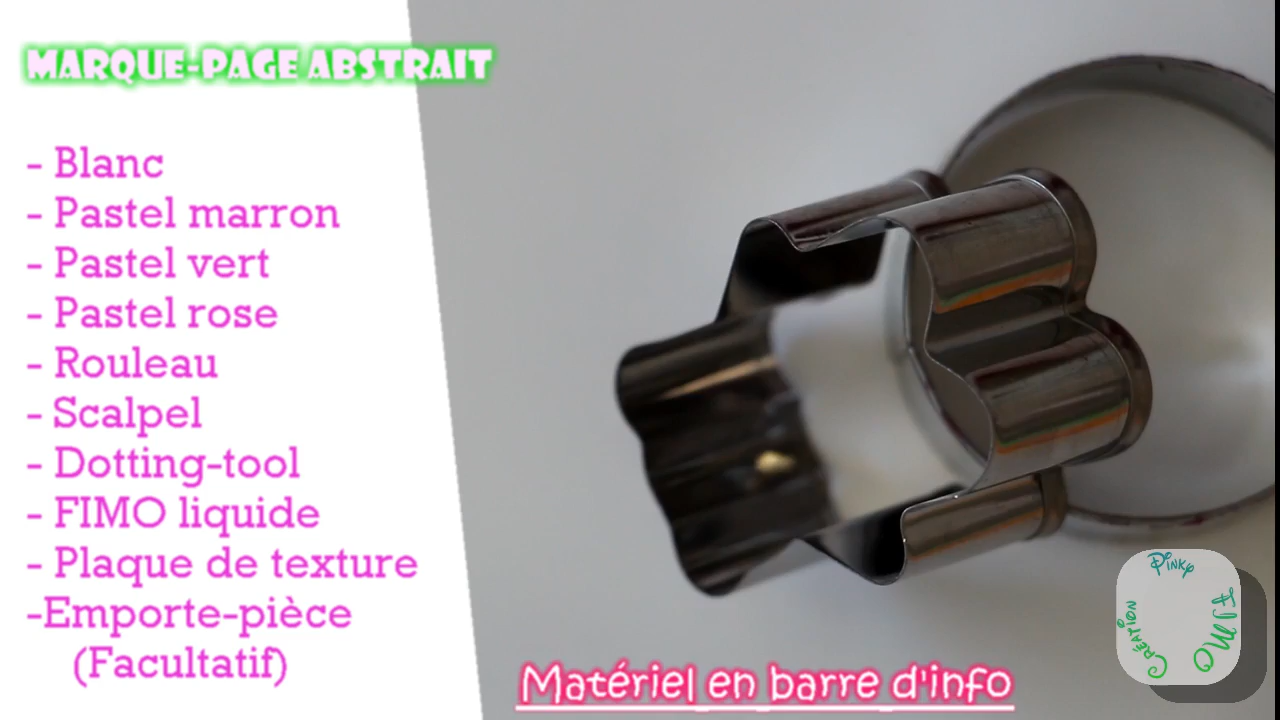 MARQUE-PAGE ABSTRAIT
- Blanc
- Pastel marron
- Pastel vert
- Pastel rose
- Rouleau
- Scalpel
- Dotting-tool
- FIMO liquide
- Plaque de texture
-Emporte-pièce
(Facultatif)
Matériel en barre d'info
Pinky
FIMO
CRÉATION